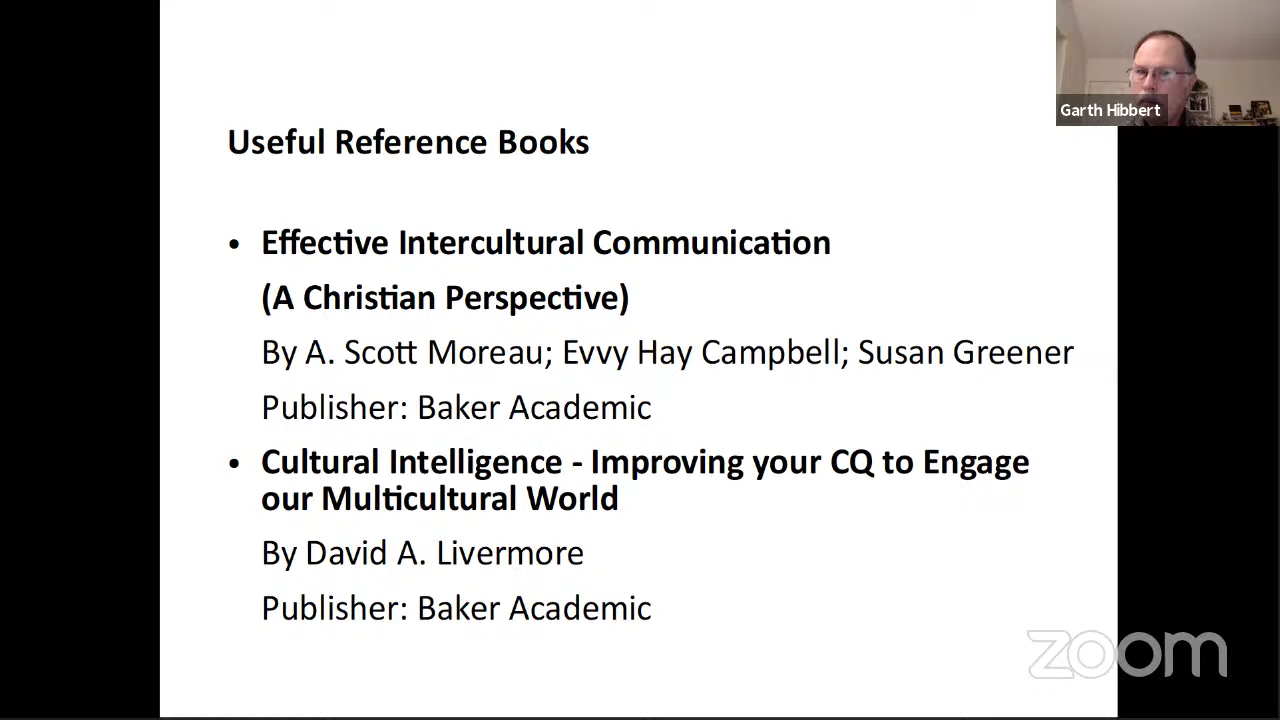 Garth Hibbert
Useful Reference Books
• Effective Intercultural Communication
(A Christian Perspective)
By A. Scott Moreau; Evvy Hay Campbell; Susan Greener
Publisher: Baker Academic
• Cultural Intelligence - Improving your CQ to Engage
our Multicultural World
By David A. Livermore
Publisher: Baker Academic
zoom